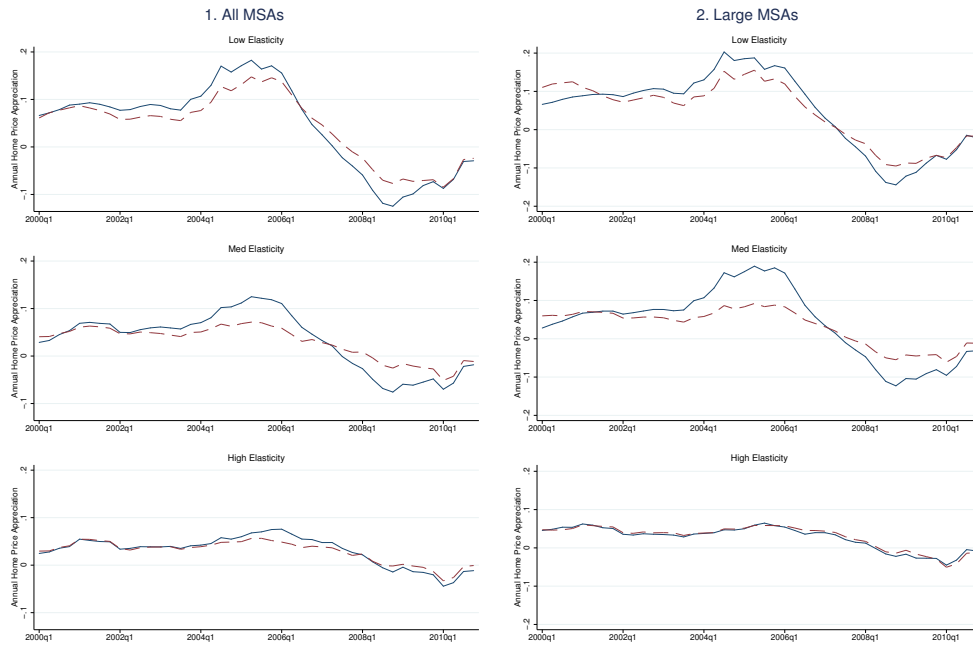 1. All MSAs
Low Elasticity
Annual Home Price Appreciation
.2
.1
0
-.1
2000q1 2002q1 2004q1 2006q1 2008q1 2010q1
Med Elasticity
Annual Home Price Appreciation
.2
.1
0
-.1
2000q1 2002q1 2004q1 2006q1 2008q1 2010q1
High Elasticity
Annual Home Price Appreciation
.2
.1
0
-.1
2000q1 2002q1 2004q1 2006q1 2008q1 2010q1
2. Large MSAs
Low Elasticity
Annual Home Price Appreciation
.2
.1
0
-.1
-.2
2000q1 2002q1 2004q1 2006q1 2008q1 2010q1
Med Elasticity
Annual Home Price Appreciation
.2
.1
0
-.1
-.2
2000q1 2002q1 2004q1 2006q1 2008q1 2010q1
High Elasticity
Annual Home Price Appreciation
.2
.1
0
-.1
-.2
2000q1 2002q1 2004q1 2006q1 2008q1 2010q1